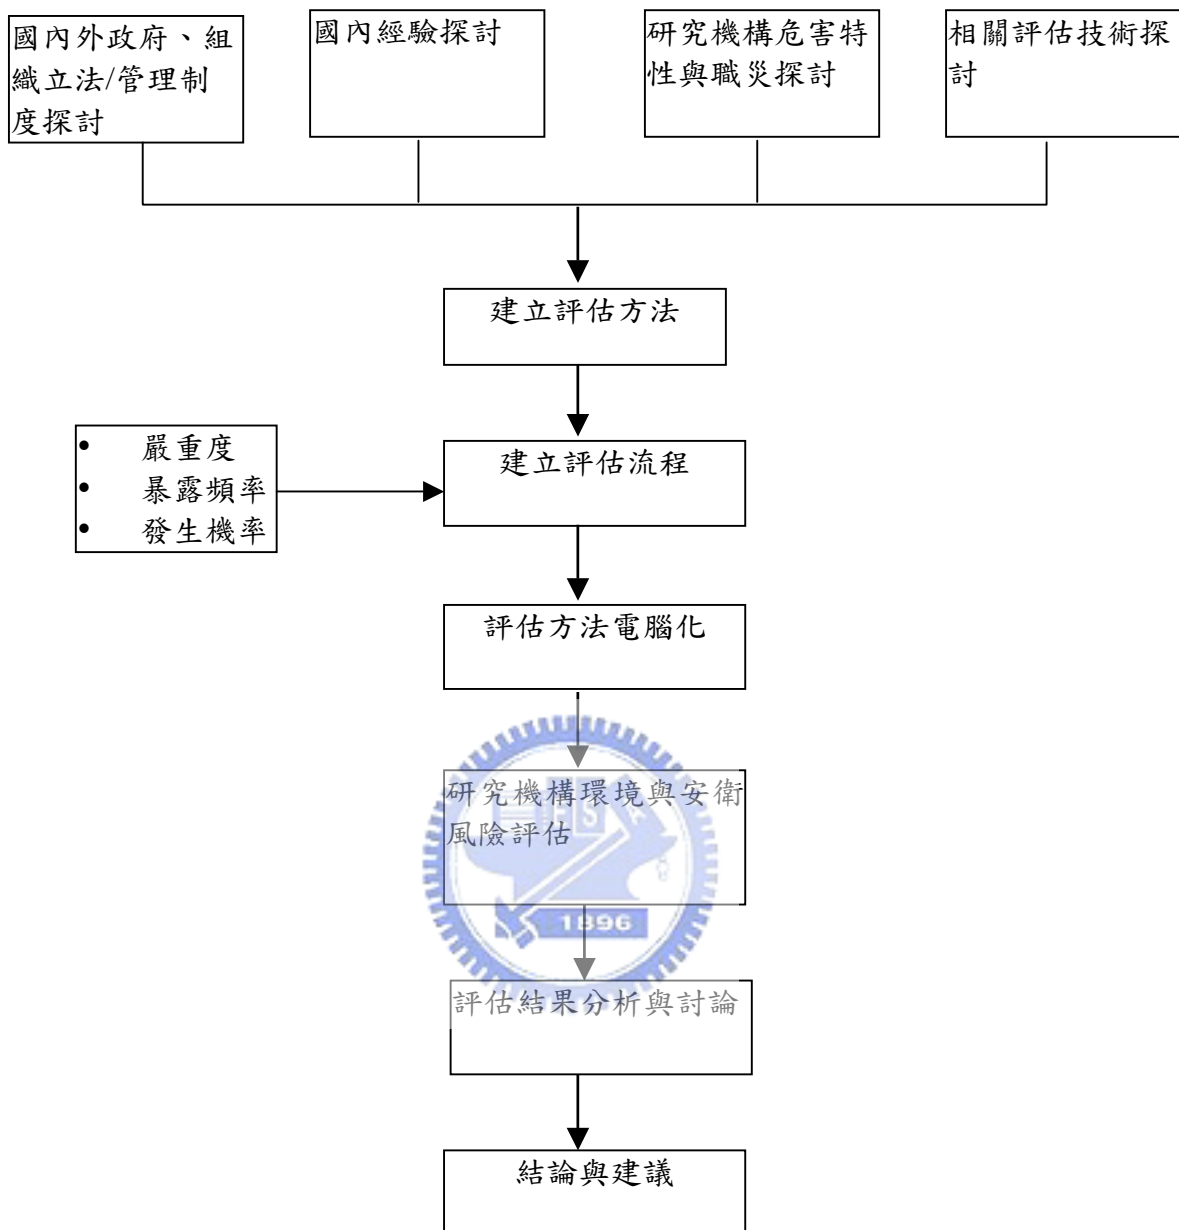 國內外政府、組
織立法/管理制
度探討
國內經驗探討
研究機構危害特
性與職災探討
相關評估技術探
討
建立評估方法
• 嚴重度
• 暴露頻率
• 發生機率
建立評估流程
評估方法電腦化
研究機構環境與安衛
風險評估
1896
評估結果分析與討論
結論與建議